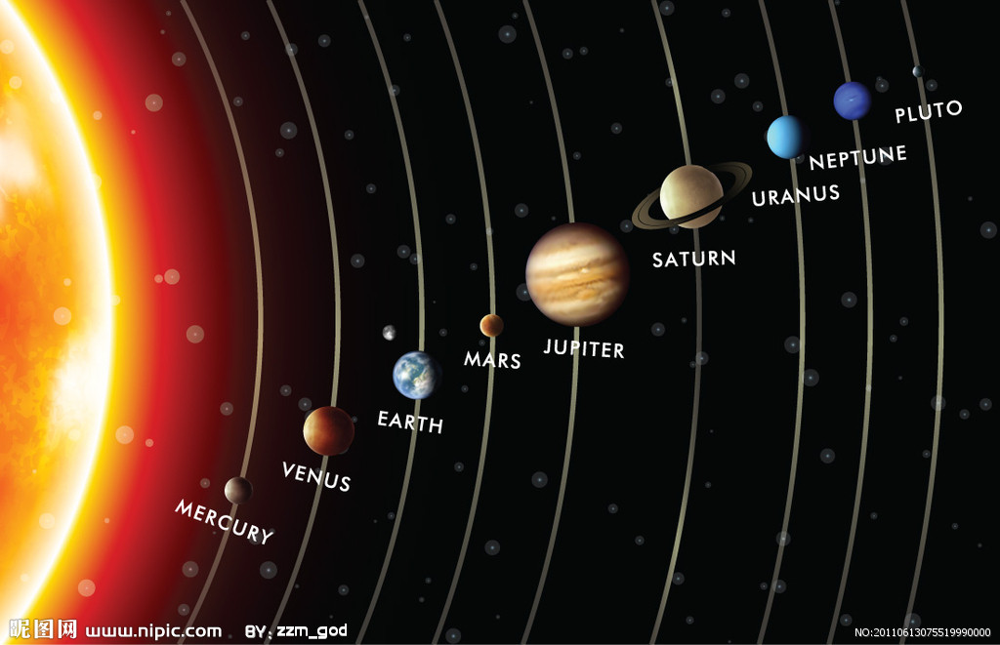 MERCURY
VENUS
EARTH
MARS
JUPITER
SATURN
URANUS
NEPTUNE
PLUTO
昵图网 www.nipic.com BY: zzm_god
NO:20110613075519990000